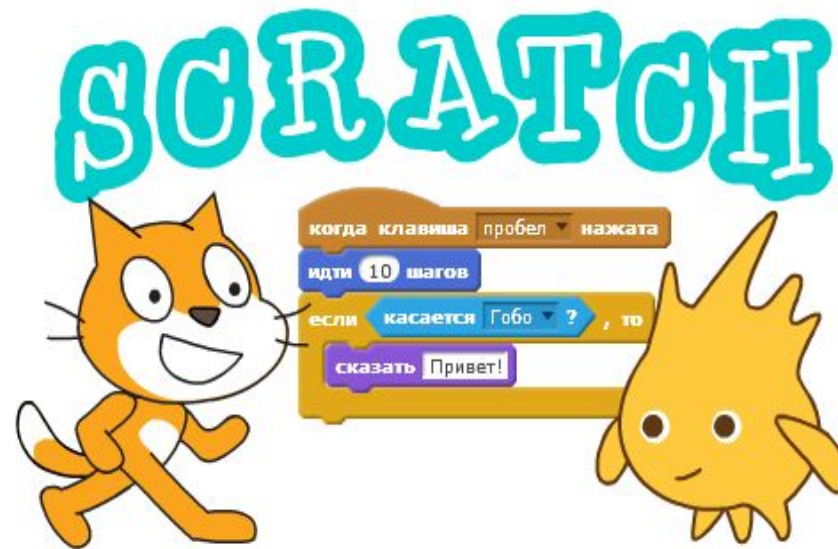 SCRATCH
когда клавиша пробел нажата
идти 10 шагов
если касается Гобо ? , то
сказать Привет!